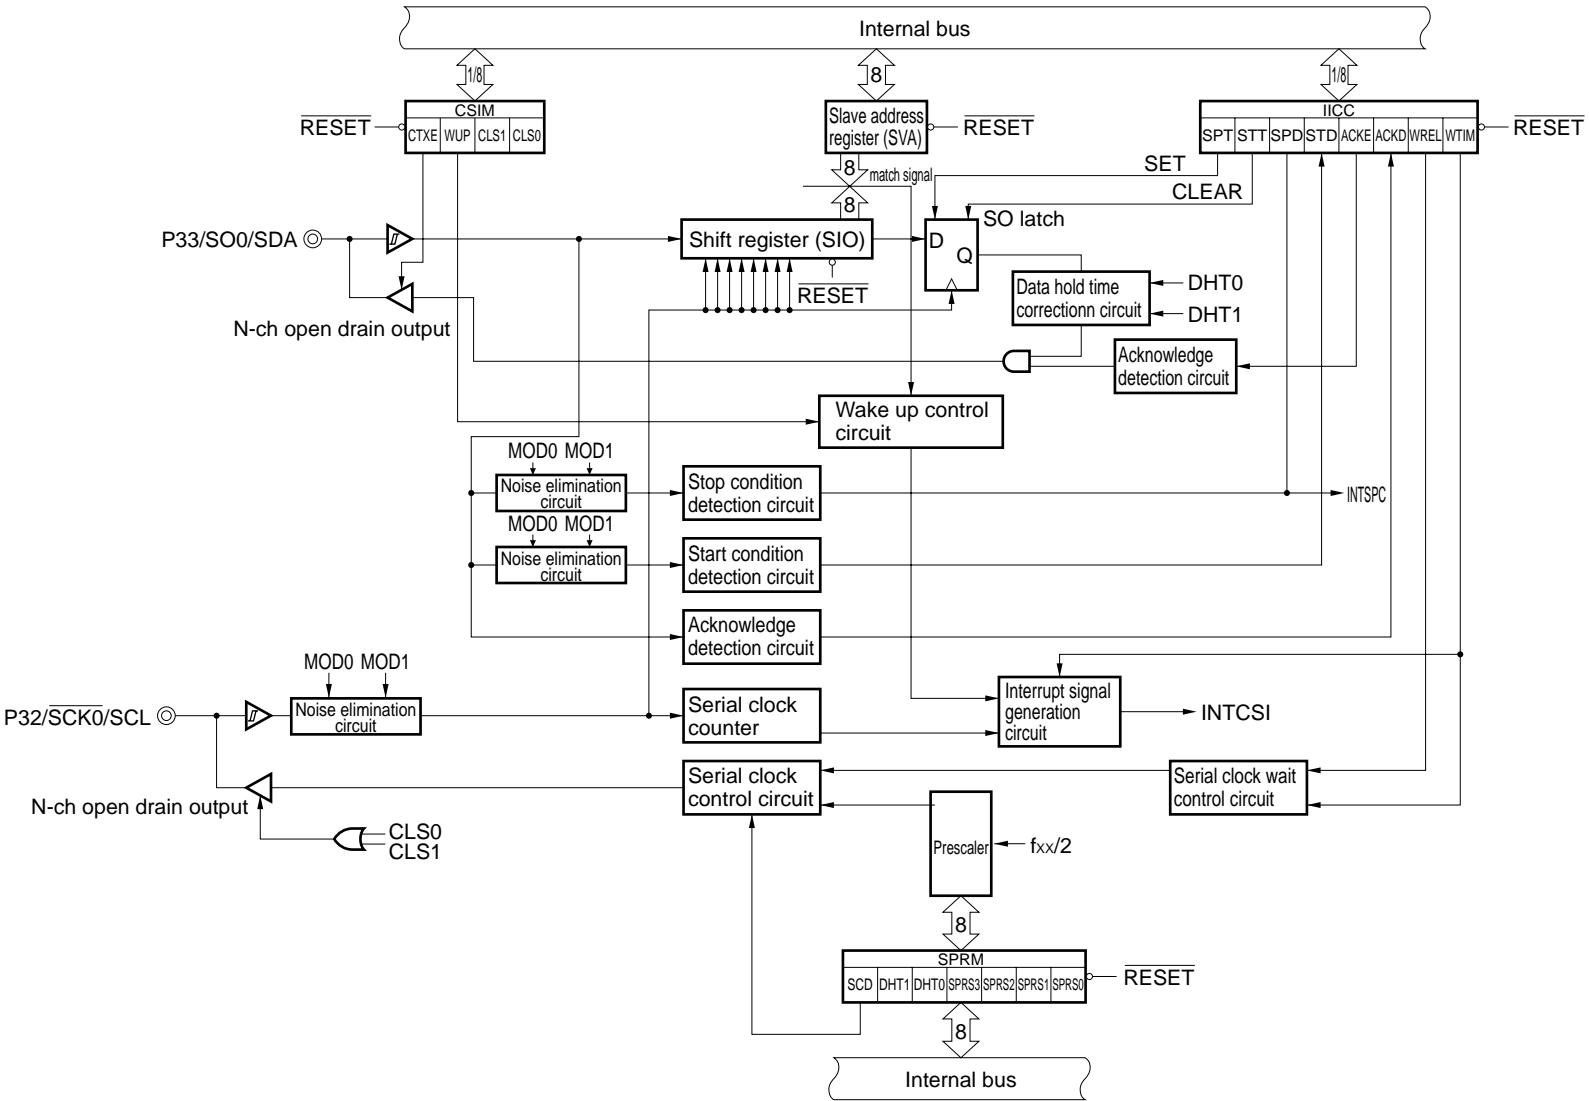 Internal bus
1/8
8
1/8
CSIM
CTXE WUP CLS1 CLS0
RESET
Slave address
register (SVA)
RESET
IICC
SPT STT SPD STD ACKE ACKD WREL WTIM
RESET
8
match signal
8
SET
CLEAR
SO latch
P33/SO0/SDA
Shift register (SIO)
D
Q
RESET
Data hold time
correctionn circuit
DHT0
DHT1
N-ch open drain output
Acknowledge
detection circuit
Wake up control
circuit
MOD0 MOD1
Noise elimination
circuit
Stop condition
detection circuit
INTSPC
MOD0 MOD1
Noise elimination
circuit
Start condition
detection circuit
Acknowledge
detection circuit
MOD0 MOD1
P32/SCK0/SCL
Noise elimination
circuit
Serial clock
counter
Interrupt signal
generation
circuit
INTCSI
N-ch open drain output
Serial clock
control circuit
Serial clock wait
control circuit
CLS0
CLS1
Prescaler
fxx/2
8
SPRM
SCD DHT1 DHT0 SPRS3 SPRS2 SPRS1 SPRS0
RESET
8
Internal bus